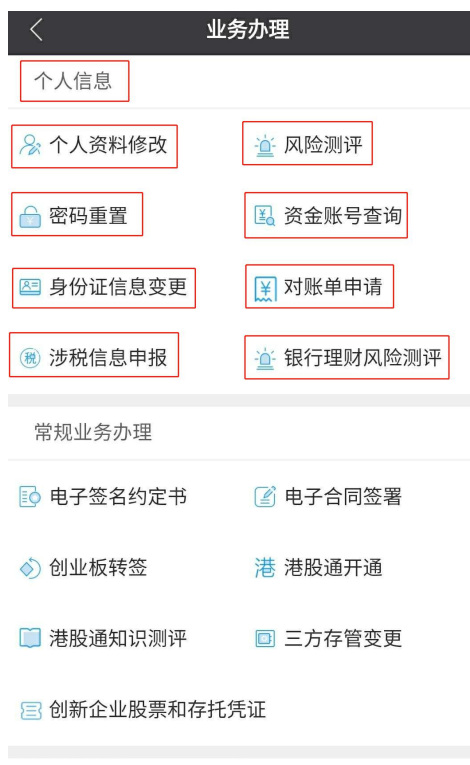 业务办理
个人信息
个人资料修改 风险测评
密码重置 资金账号查询
身份证信息变更 对账单申请
税 涉税信息申报 银行理财风险测评
常规业务办理
电子签名约定书 电子合同签署
创业板转签 港 港股通开通
港股通知识测评 三方存管变更
创新企业股票和存托凭证